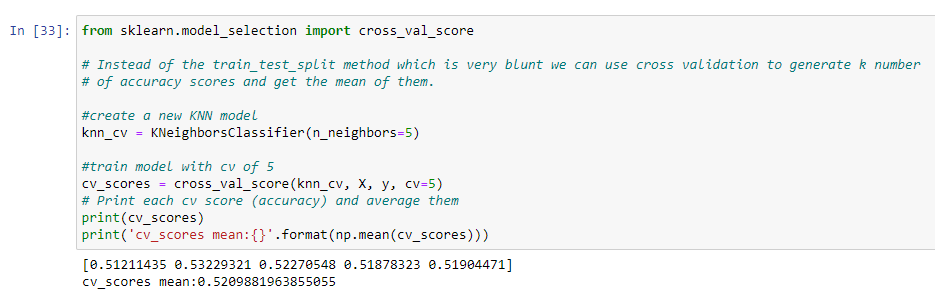 In [33]: from sklearn.model_selection import cross_val_score
# Instead of the train_test_split method which is very blunt we can use cross validation to generate k number
# of accuracy scores and get the mean of them.
#create a new KNN model
knn_cv = KNeighborsClassifier(n_neighbors=5)
#train model with cv of 5
cv_scores = cross_val_score(knn_cv, X, y, cv=5)
# Print each cv score (accuracy) and average them
print(cv_scores)
print('cv_scores mean:{}'.format(np.mean(cv_scores)))
[0.51211435 0.53229321 0.52270548 0.51878323 0.51904471]
cv_scores mean:0.5209881963855055